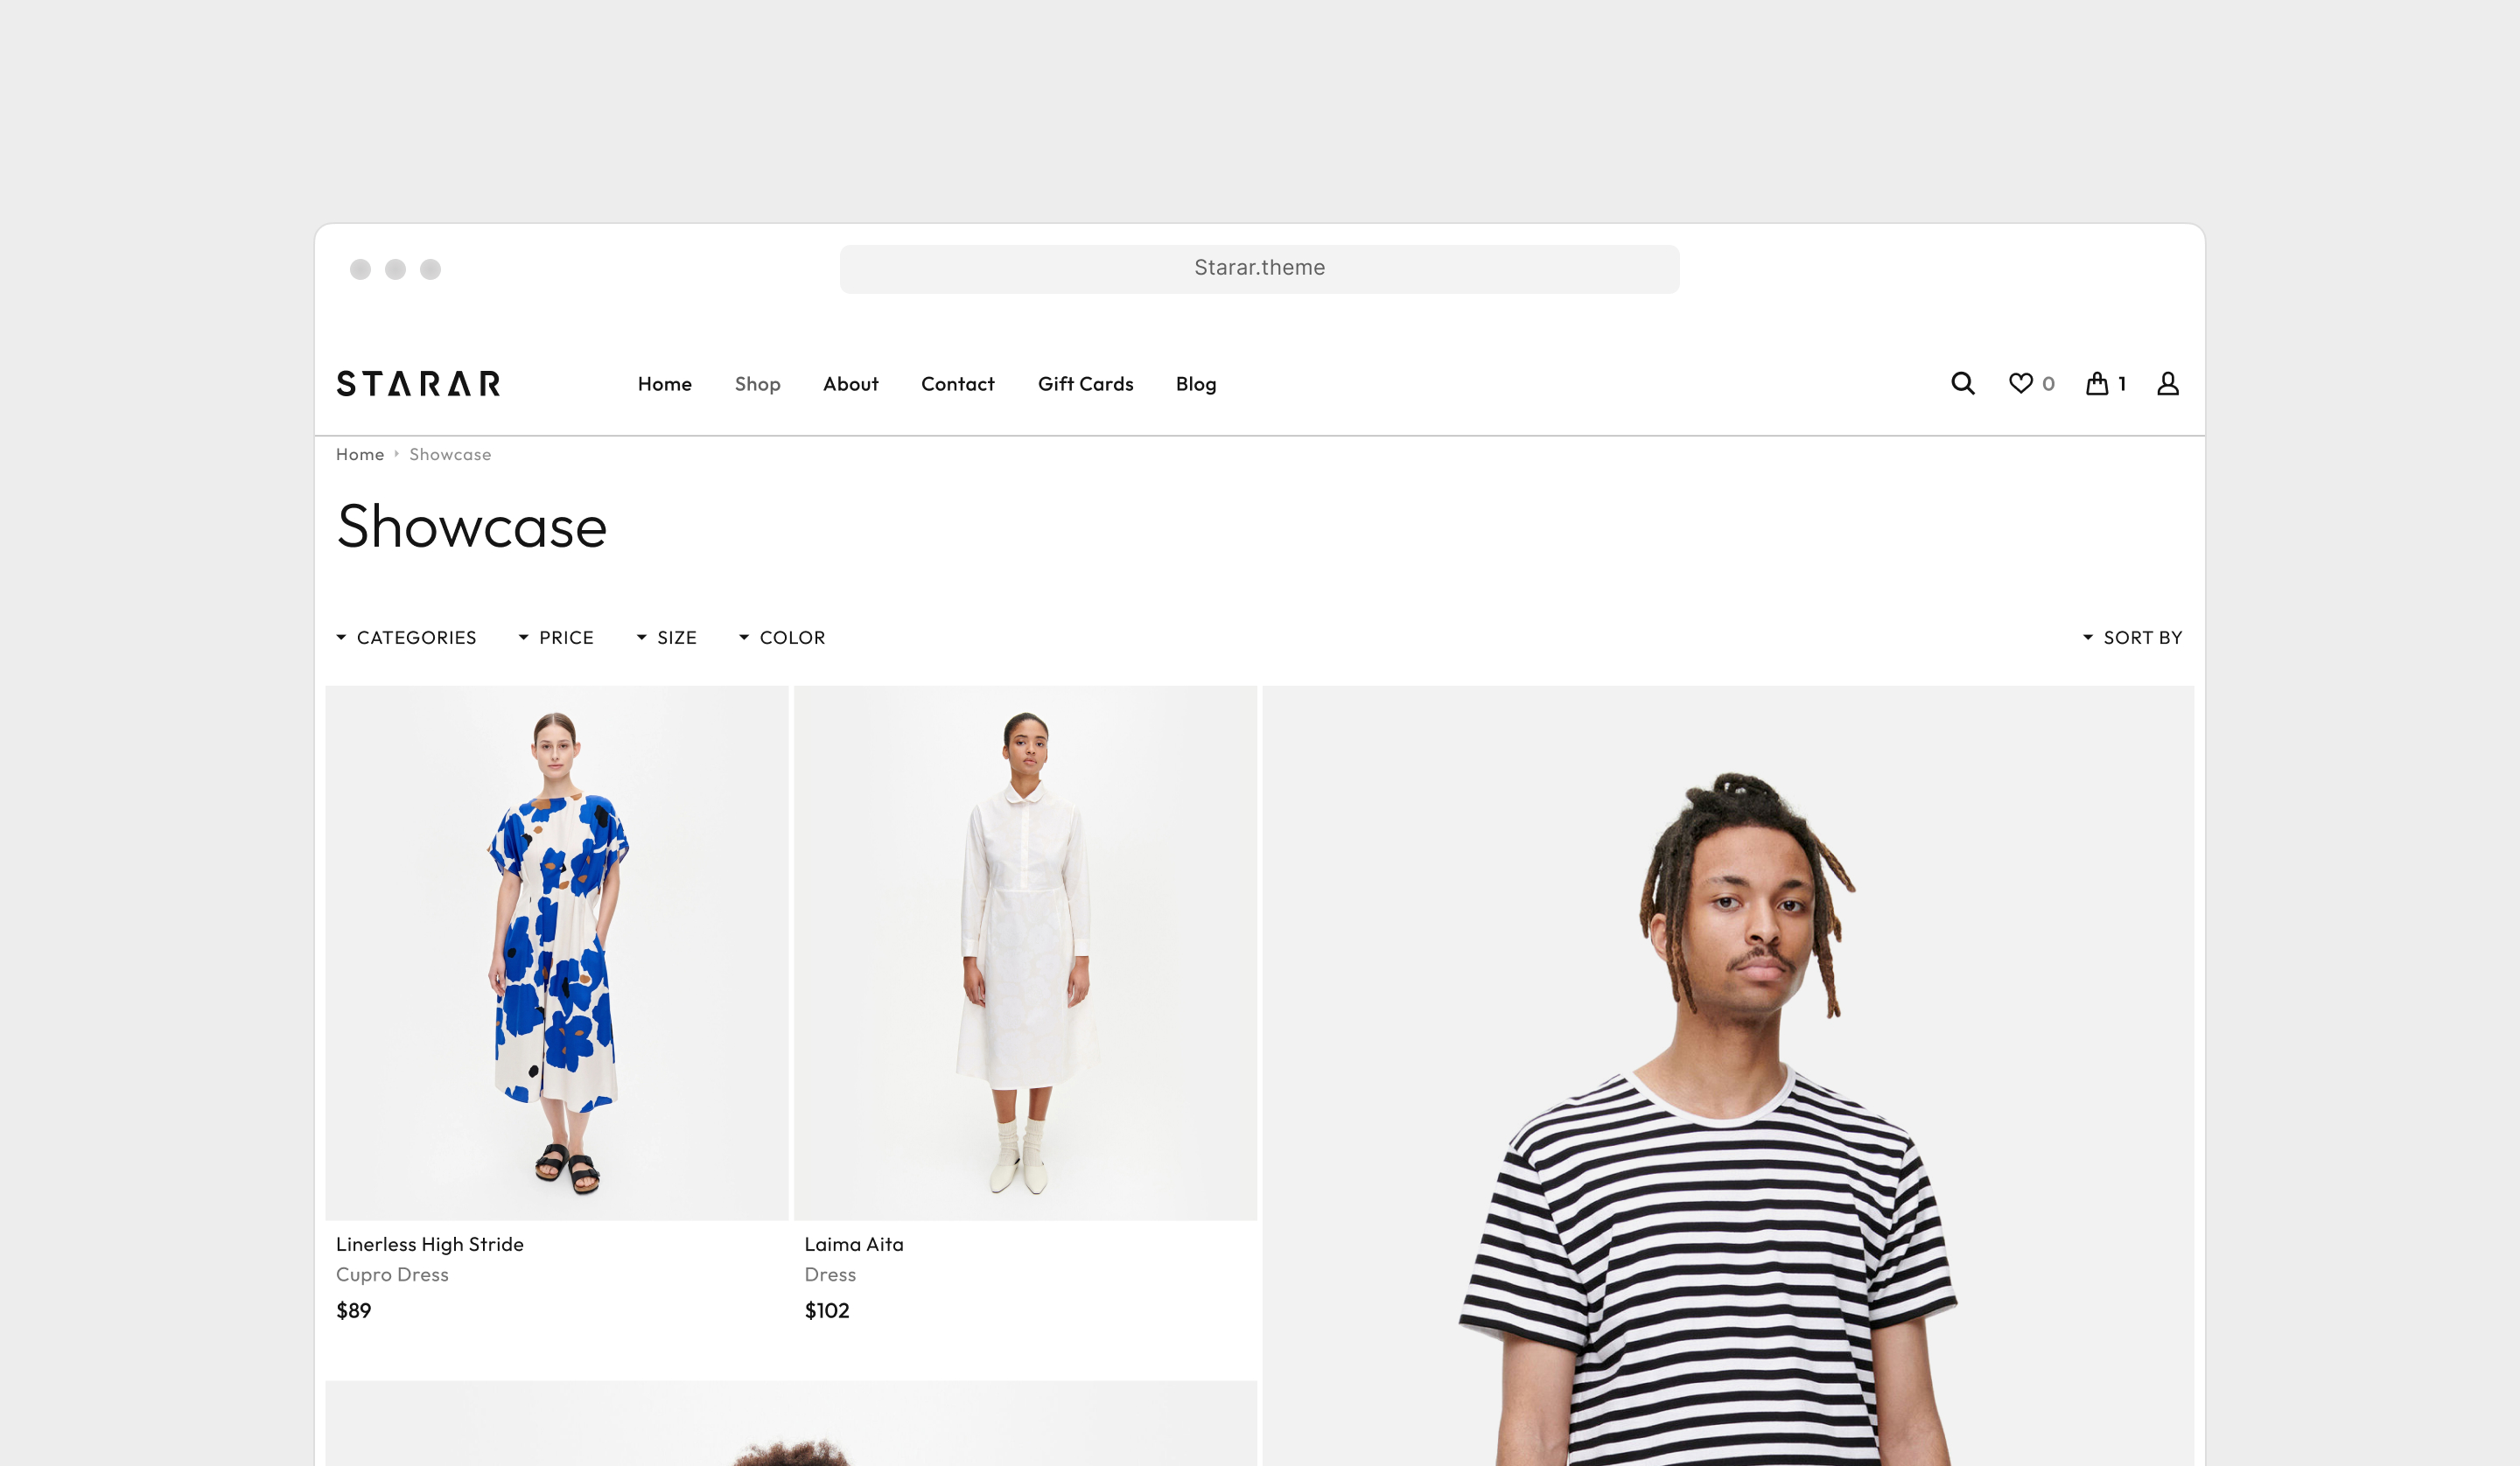 Starar.theme
STARAR
Home Shop About Contact Gift Cards Blog
0 1
Home Showcase
Showcase
CATEGORIES PRICE SIZE COLOR SORT BY
Linerless High Stride
Cupro Dress
$89
Laima Aita
Dress
$102